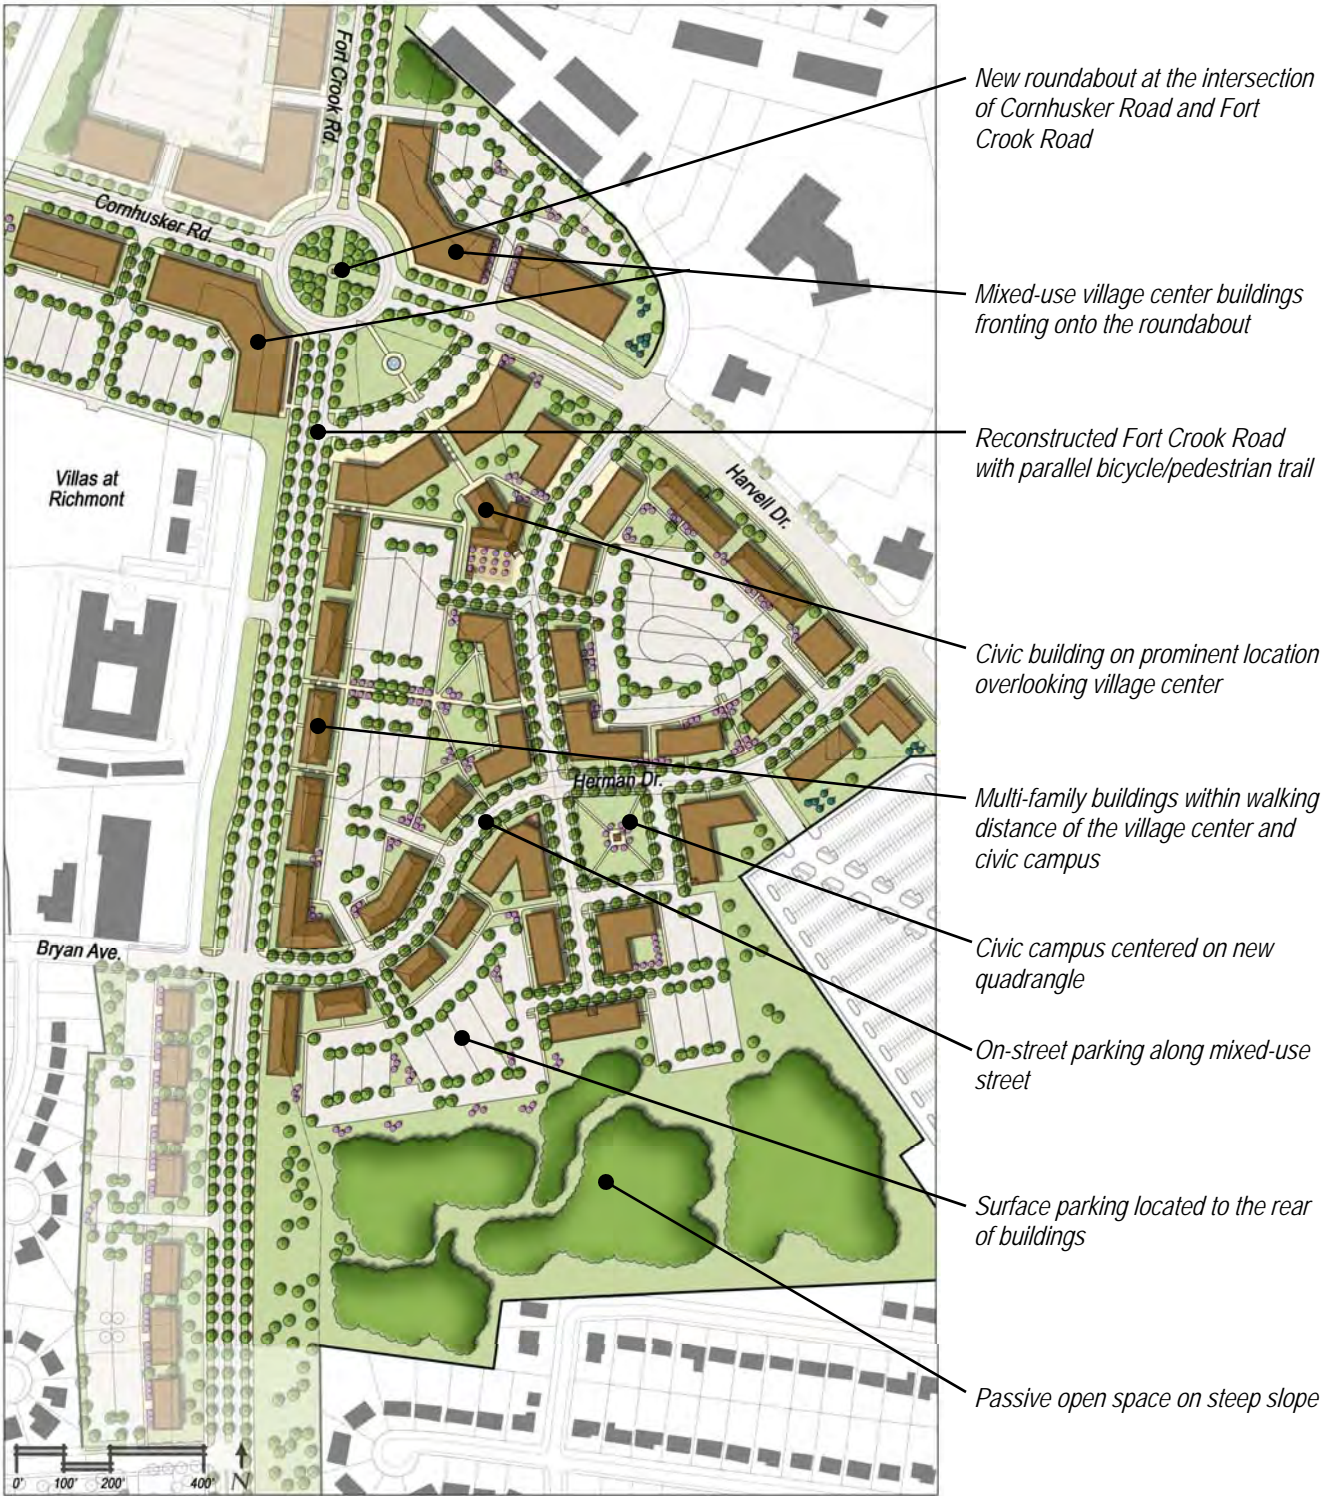 Fort Crook Rd.
Cornhusker Rd.
Villas at
Richmont
Harvell Dr.
Herman Dr.
Bryan Ave.
0' 100' 200' 400' N
New roundabout at the intersection
of Cornhusker Road and Fort
Crook Road
Mixed-use village center buildings
fronting onto the roundabout
Reconstructed Fort Crook Road
with parallel bicycle/pedestrian trail
Civic building on prominent location
overlooking village center
Multi-family buildings within walking
distance of the village center and
civic campus
Civic campus centered on new
quadrangle
On-street parking along mixed-use
street
Surface parking located to the rear
of buildings
Passive open space on steep slope